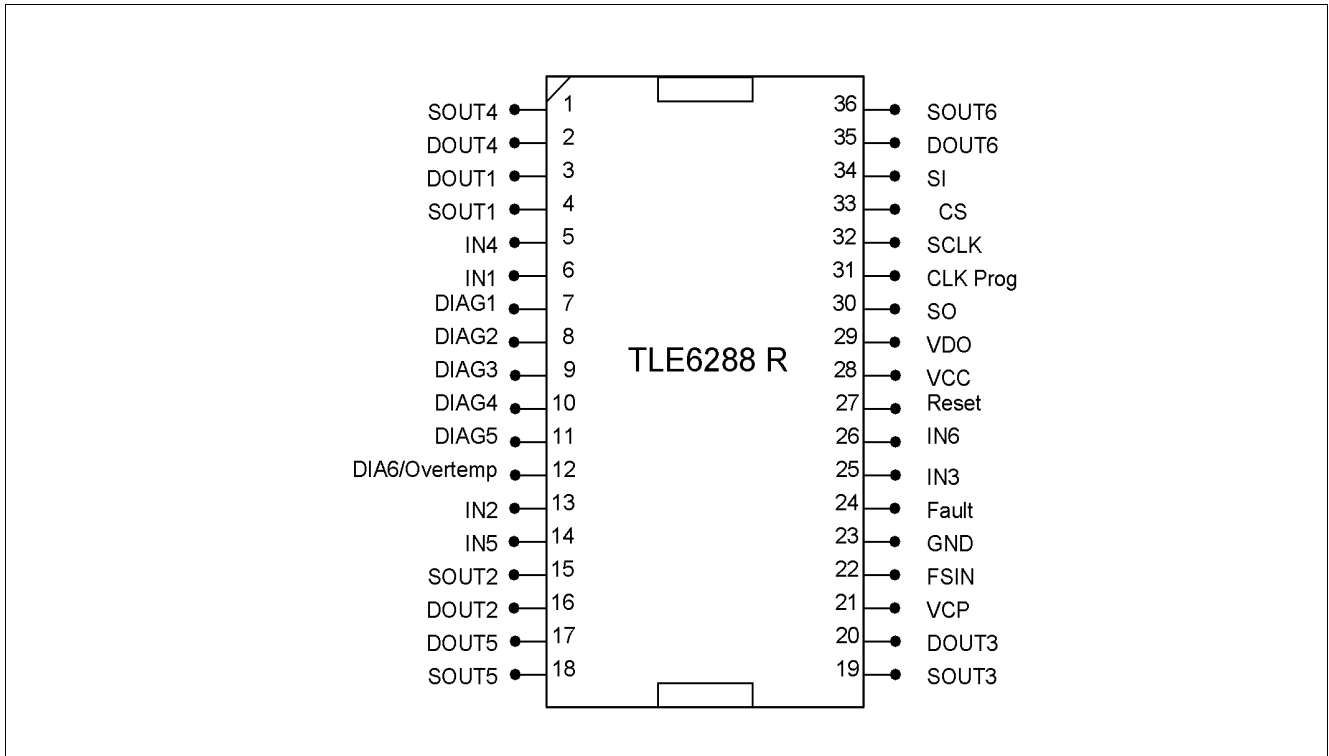 SOUT4 1 36 SOUT6
DOUT4 2 35 DOUT6
DOUT1 3 34 SI
SOUT1 4 33 CS
IN4 5 32 SCLK
IN1 6 31 CLK Prog
DIAG1 7 30 SO
DIAG2 8 29 VDO
DIAG3 9 28 VCC
TLE6288 R
DIAG4 10 27 Reset
DIAG5 11 26 IN6
DIA6/Overtemp 12 25 IN3
IN2 13 24 Fault
IN5 14 23 GND
SOUT2 15 22 FSIN
DOUT2 16 21 VCP
DOUT5 17 20 DOUT3
SOUT5 18 19 SOUT3